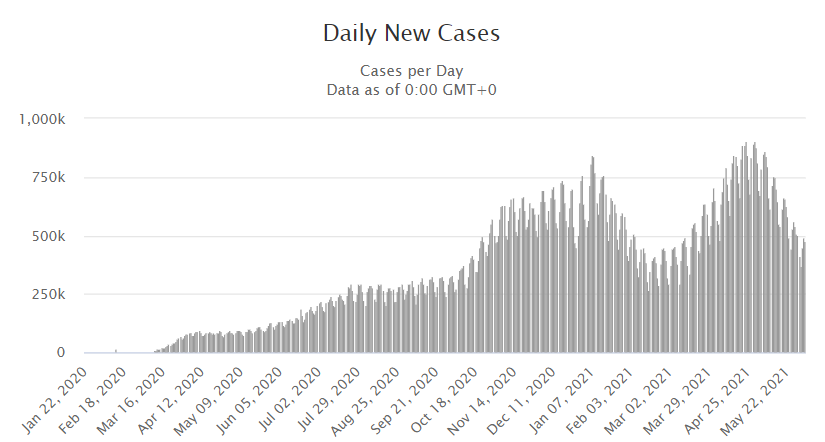 Daily New Cases
Cases per Day
Data as of 0:00 GMT+0
1,000k
750k
500k
250k
0
Jan 22, 2020
Feb 18, 2020
Mar 16, 2020
Apr 12, 2020
May 09, 2020
Jun 05, 2020
Jul 02, 2020
Jul 29, 2020
Aug 25, 2020
Sep 21, 2020
Oct 18, 2020
Nov 14, 2020
Dec 11, 2020
Jan 07, 2021
Feb 03, 2021
Mar 02, 2021
Mar 29, 2021
Apr 25, 2021
May 22, 2021